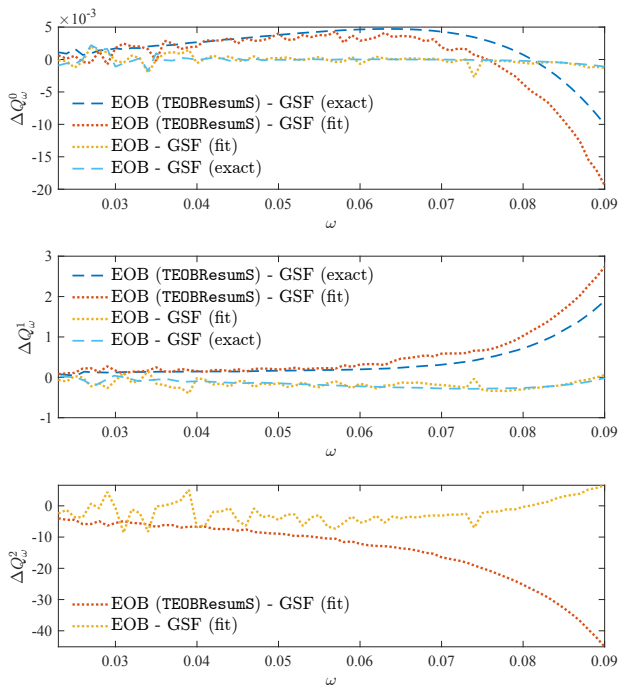 ×10⁻³
5
0
-5
-10
-15
-20
ΔQ⁰_ω
EOB (TEOBResumS) - GSF (exact)
EOB (TEOBResumS) - GSF (fit)
EOB - GSF (fit)
EOB - GSF (exact)
0.03 0.04 0.05 0.06 0.07 0.08 0.09
ω
3
2
1
0
-1
ΔQ¹_ω
EOB (TEOBResumS) - GSF (exact)
EOB (TEOBResumS) - GSF (fit)
EOB - GSF (fit)
EOB - GSF (exact)
0.03 0.04 0.05 0.06 0.07 0.08 0.09
ω
0
-10
-20
-30
-40
ΔQ²_ω
EOB (TEOBResumS) - GSF (fit)
EOB - GSF (fit)
0.03 0.04 0.05 0.06 0.07 0.08 0.09
ω